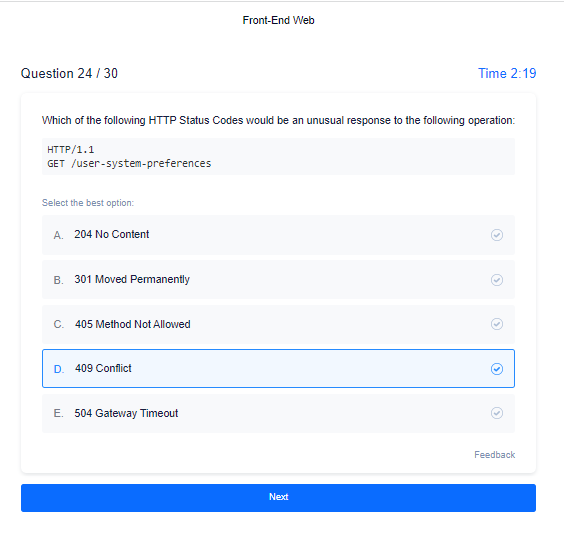 Front-End Web
Question 24 / 30
Time 2:19
Which of the following HTTP Status Codes would be an unusual response to the following operation:
HTTP/1.1
GET /user-system-preferences
Select the best option:
A. 204 No Content
B. 301 Moved Permanently
C. 405 Method Not Allowed
D. 409 Conflict
E. 504 Gateway Timeout
Feedback
Next